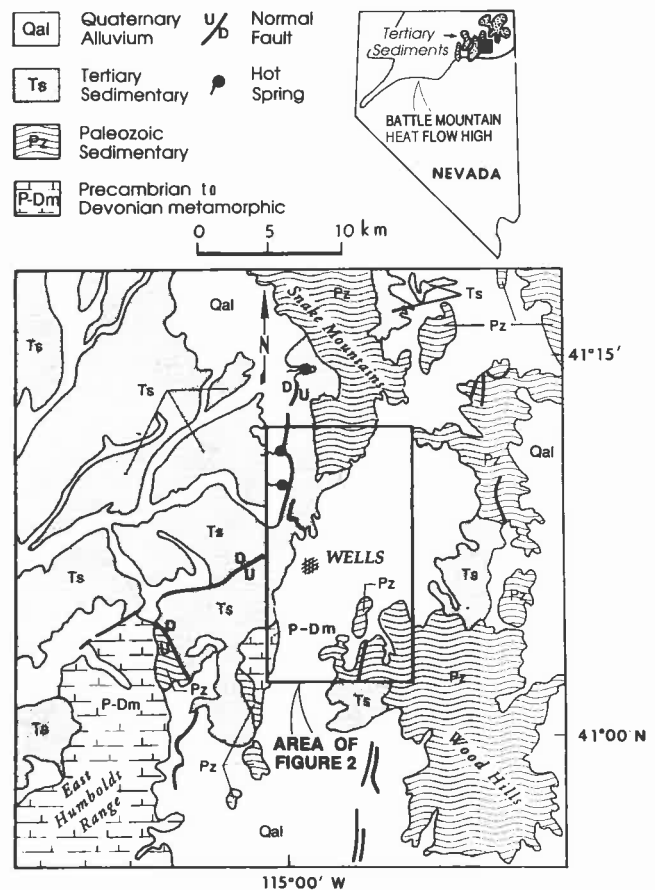 Qal
Quaternary
Alluvium
U
D
Normal
Fault
Ts
Tertiary
Sedimentary
Hot
Spring
Pz
Paleozoic
Sedimentary
P-Dm
Precambrian to
Devonian metamorphic
Tertiary
Sediments
BATTLE MOUNTAIN
HEAT FLOW HIGH
NEVADA
0 5 10 km
Qal
Pz
Ts
Snake Mountains
Pz
Ts
N
41°15'
Ts
D
U
Qal
Ts
D
U
WELLS
Ts
Ts
Pz
Pz
Ts
D
U
P-Dm
Pz
Pz
P-Dm
Ts
Ts
41°00 N
AREA OF
FIGURE 2
Pz
Wood Hills
East
Humboldt
Range
Qal
115°00' W